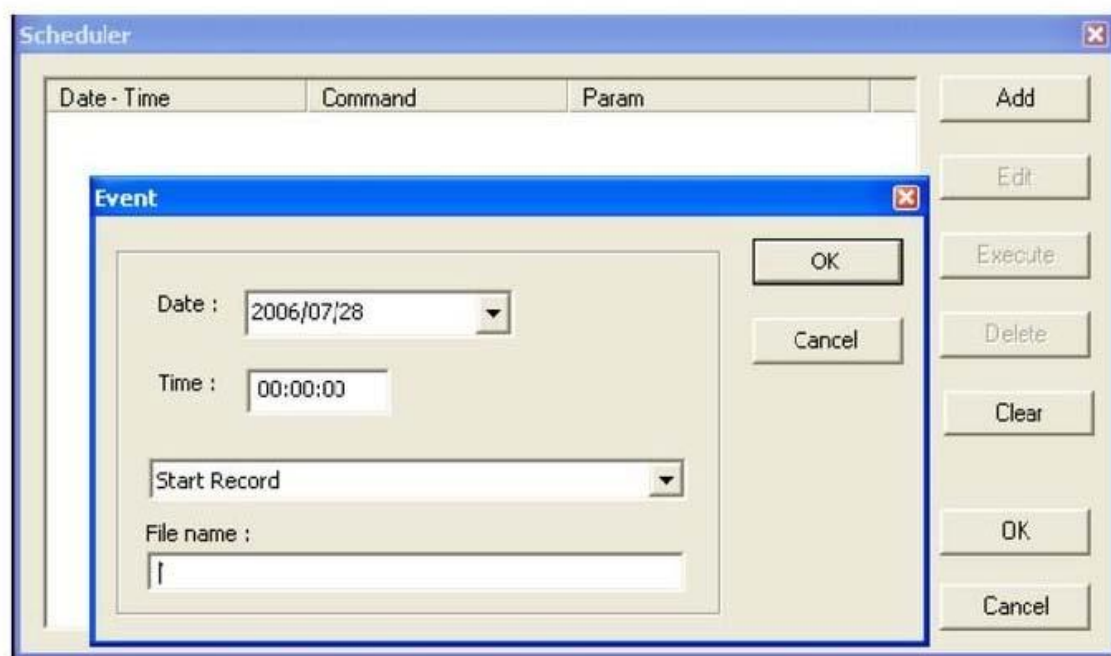 Scheduler
Date - Time Command Param
Add
Edit
Execute
Delete
Clear
OK
Cancel
Event
Date : 2006/07/28
Time : 00:00:00
Start Record
File name :
OK
Cancel